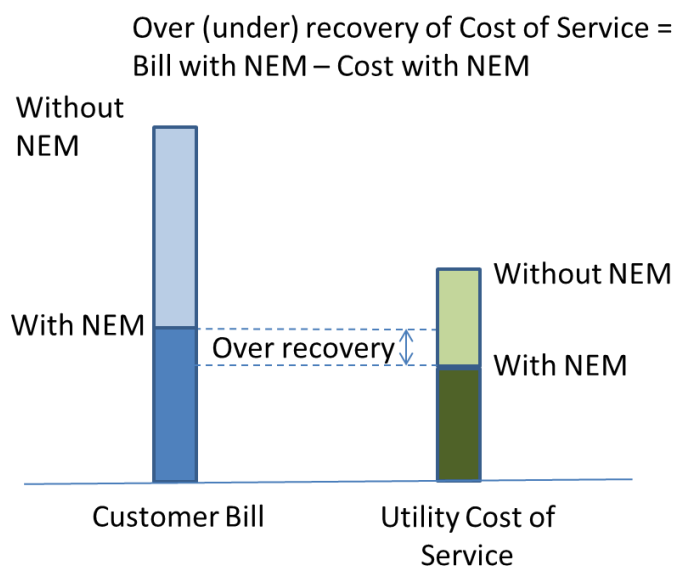 Over (under) recovery of Cost of Service =
Bill with NEM – Cost with NEM
Without
NEM
Without NEM
With NEM
Over recovery
With NEM
Customer Bill
Utility Cost of
Service